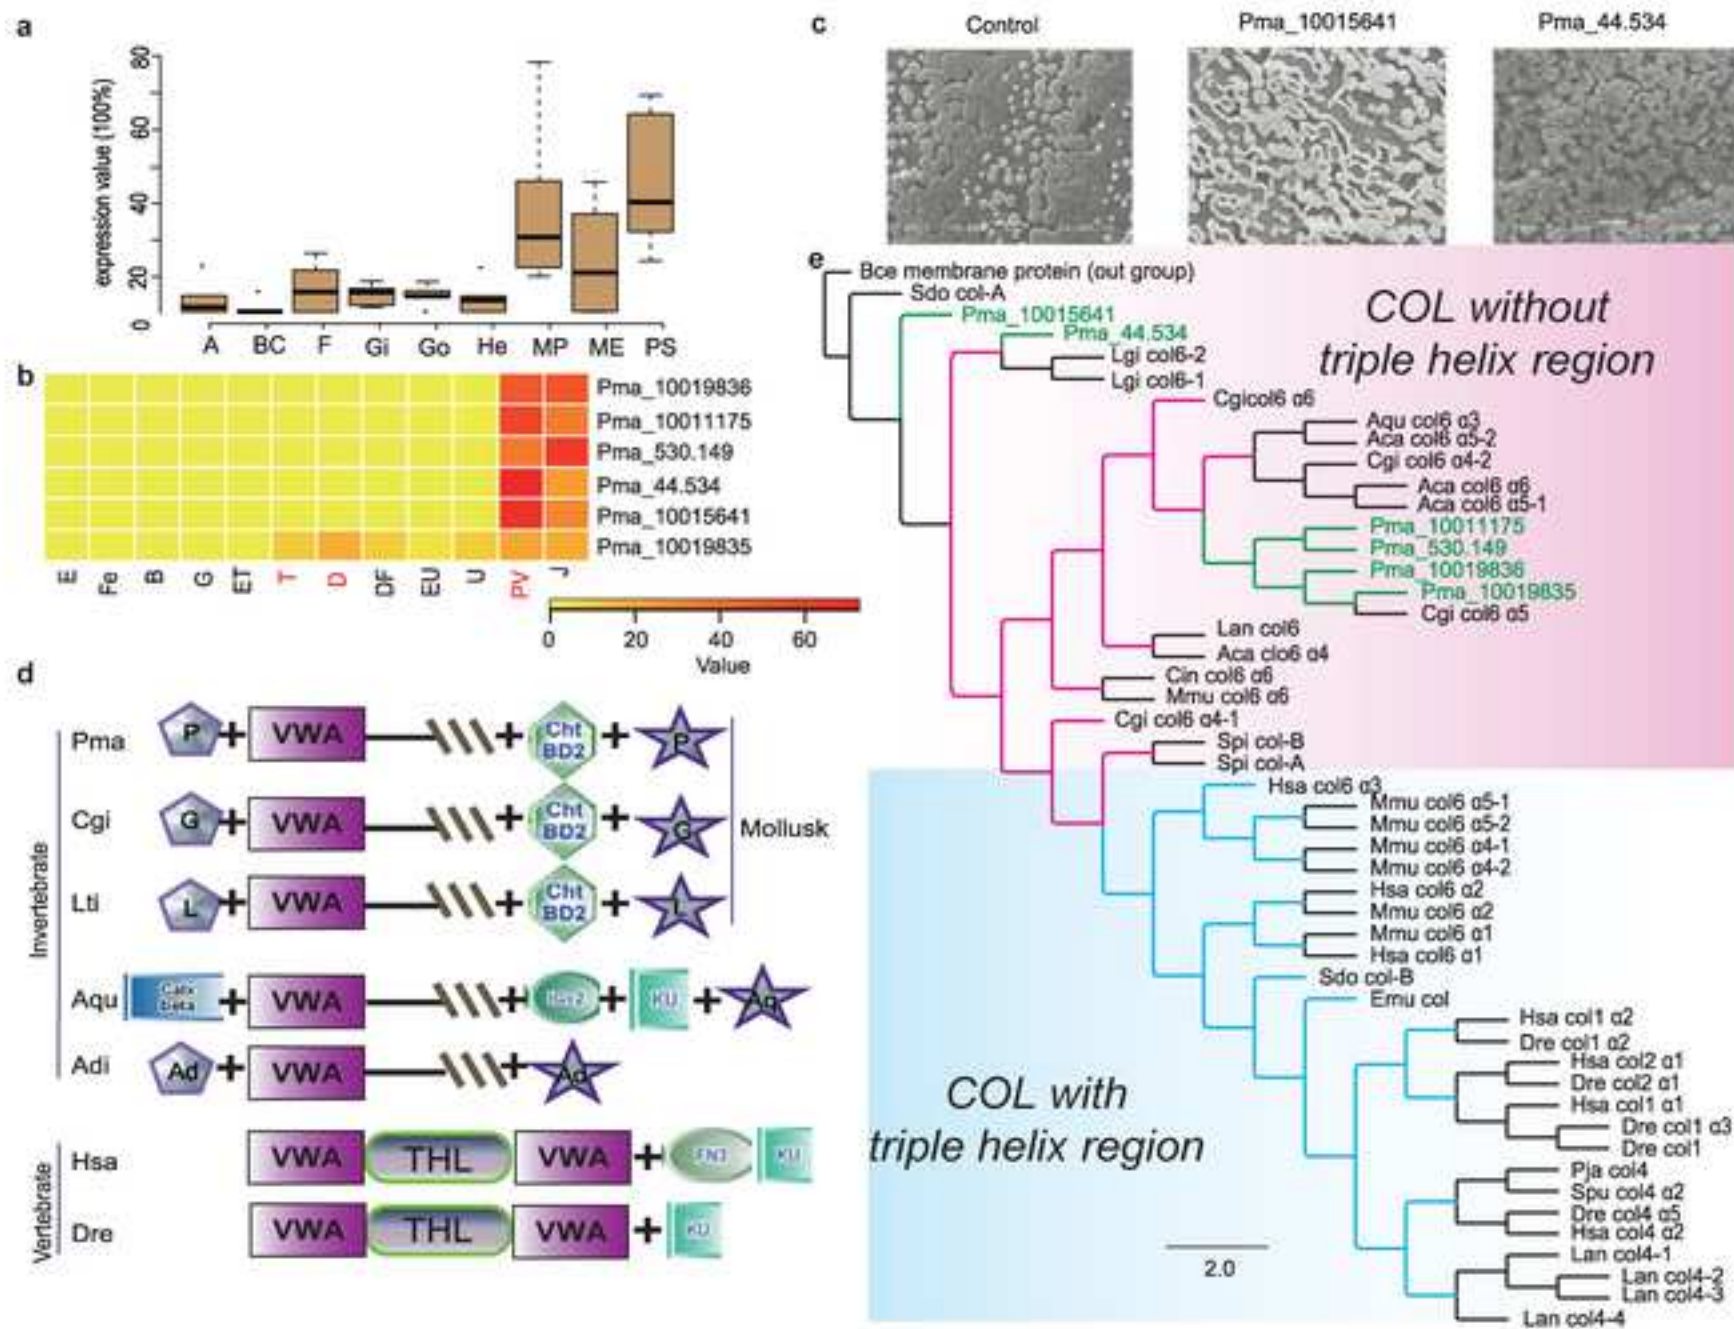 a
expression value (100%)
80
60
40
20
0
A BC F Gi Go He MP ME PS
b
Pma_10019836
Pma_10011175
Pma_530.149
Pma_44.534
Pma_10015641
Pma_10019835
E Fe B G ET T D DF EU U PV J
0 20 40 60
Value
c
Control Pma_10015641 Pma_44.534
d
Invertebrate
Pma P + VWA + Cht BD2 + P
Cgi G + VWA + Cht BD2 + G
Mollusk
Lti L + VWA + Cht BD2 + L
Aqu Calx beta + VWA + + KU + Aq
Adi Ad + VWA + Ad
Vertebrate
Hsa VWA THL VWA + FN3 KU
Dre VWA THL VWA + KU
e
Bce membrane protein (out group)
Sdo col-A
Pma_10015641
Pma_44.534
Lgi col6-2
Lgi col6-1
COL without
triple helix region
Cgicol6 α6
Aqu col6 α3
Aca col6 α5-2
Cgi col6 α4-2
Aca col6 α6
Aca col6 α5-1
Pma_10011175
Pma_530.149
Pma_10019836
Pma_10019835
Cgi col6 α5
Lan col6
Aca clo6 α4
Cin col6 α6
Mmu col6 α6
Cgi col6 α4-1
Spi col-B
Spi col-A
Hsa col6 α3
Mmu col6 α5-1
Mmu col6 α5-2
Mmu col6 α4-1
Mmu col6 α4-2
Hsa col6 α2
Mmu col6 α2
Mmu col6 α1
Hsa col6 α1
Sdo col-B
Emu col
Hsa col1 α2
Dre col1 α2
Hsa col2 α1
Dre col2 α1
Hsa col1 α1
Dre col1 α3
Dre col1
Pja col4
Spu col4 α2
Dre col4 α5
Hsa col4 α2
Lan col4-1
Lan col4-2
Lan col4-3
Lan col4-4
COL with
triple helix region
2.0